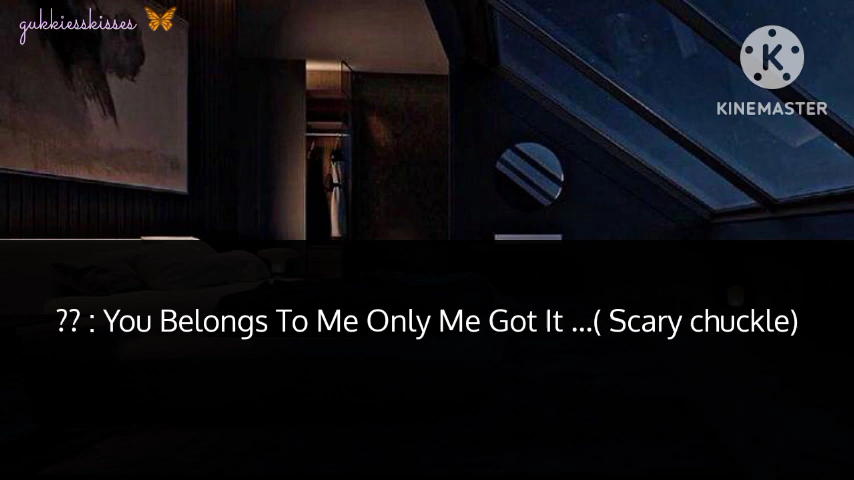 gukkiesskisses 🦋
KINEMASTER
?? : You Belongs To Me Only Me Got It ...( Scary chuckle)